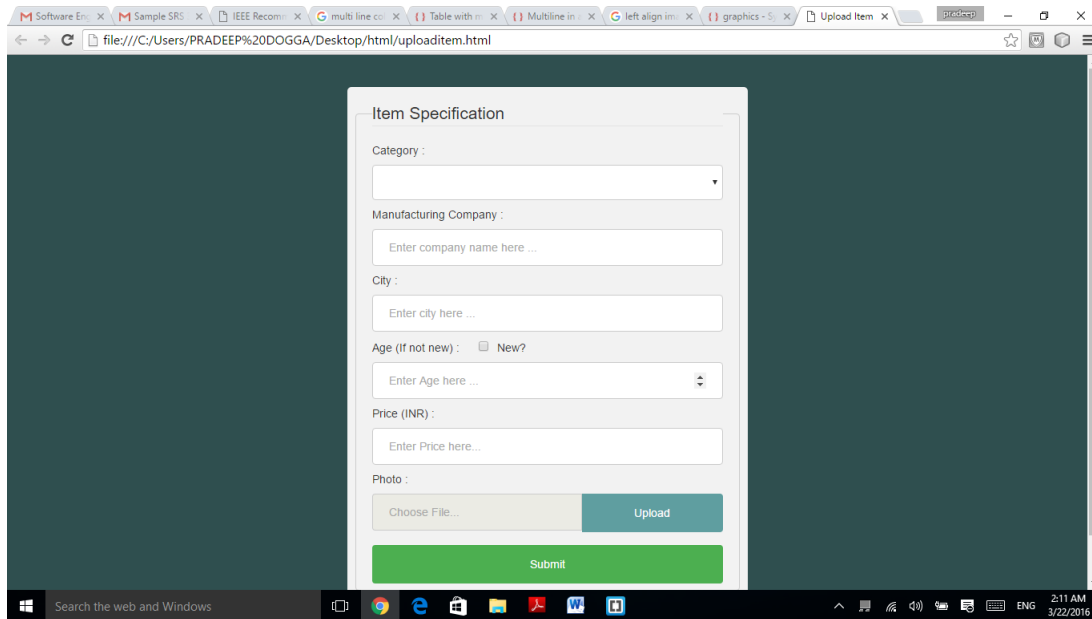 Software Eng
Sample SRS
IEEE Recomm
multi line col
{ } Table with m
{ } Multiline in a
left align ima
{ } graphics - S
Upload Item
pradeep
file:///C:/Users/PRADEEP%20DOGGA/Desktop/html/uploaditem.html
Item Specification
Category :
Manufacturing Company :
Enter company name here ...
City :
Enter city here ...
Age (If not new) : New?
Enter Age here ...
Price (INR) :
Enter Price here...
Photo :
Choose File... Upload
Submit
Search the web and Windows
ENG
2:11 AM
3/22/2016